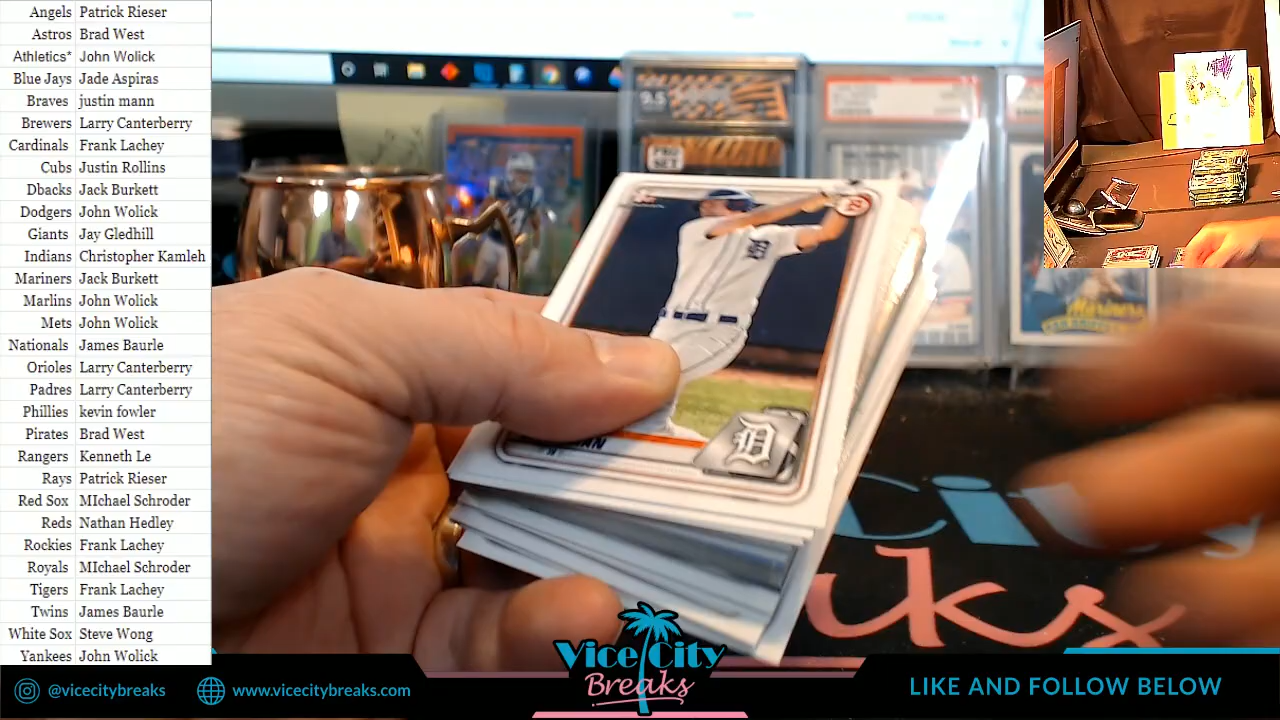 Angels Patrick Rieser
Astros Brad West
Athletics* John Wolick
Blue Jays Jade Aspiras
Braves justin mann
Brewers Larry Canterberry
Cardinals Frank Lachey
Cubs Justin Rollins
Dbacks Jack Burkett
Dodgers John Wolick
Giants Jay Gledhill
Indians Christopher Kamleh
Mariners Jack Burkett
Marlins John Wolick
Mets John Wolick
Nationals James Baurle
Orioles Larry Canterberry
Padres Larry Canterberry
Phillies kevin fowler
Pirates Brad West
Rangers Kenneth Le
Rays Patrick Rieser
Red Sox MIchael Schroder
Reds Nathan Hedley
Rockies Frank Lachey
Royals MIchael Schroder
Tigers Frank Lachey
Twins James Baurle
White Sox Steve Wong
Yankees John Wolick
9.5
D
D
Mariners
Vice City
Breaks
@vicecitybreaks
www.vicecitybreaks.com
LIKE AND FOLLOW BELOW